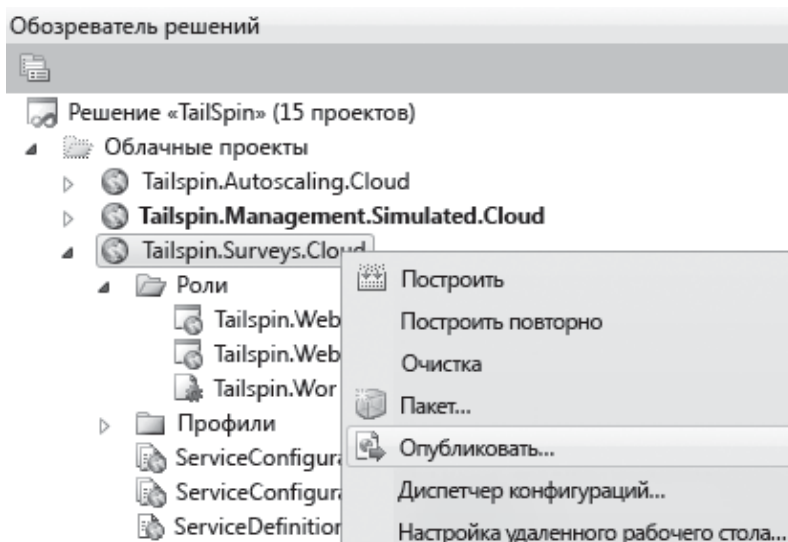 Обозреватель решений
Решение «TailSpin» (15 проектов)
Облачные проекты
Tailspin.Autoscaling.Cloud
Tailspin.Management.Simulated.Cloud
Tailspin.Surveys.Cloud
Роли
Tailspin.Web
Tailspin.Web
Tailspin.Wor
Профили
ServiceConfigura
ServiceConfigura
ServiceDefinition
Построить
Построить повторно
Очистка
Пакет...
Опубликовать...
Диспетчер конфигураций...
Настройка удаленного рабочего стола...